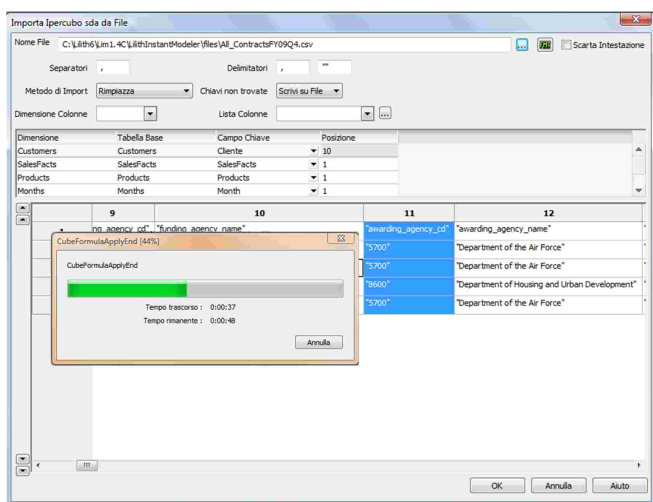 Importa Ipercubo sda da File
Nome File C:\Lilith6\Lim1.4C\LilithInstantModeler\files\All_ContractsFY09Q4.csv ... Scarta Intestazione
Separatori , Delimitatori , ""
Metodo di Import Rimpiazza Chiavi non trovate Scrivi su File
Dimensione Colonne Lista Colonne ...
Dimensione Tabella Base Campo Chiave Posizione
Customers Customers Cliente 10
SalesFacts SalesFacts SalesFacts 1
Products Products Products 1
Months Months Month 1
9 10 11 12
ng_agency_cd" "funding_agency_name" "awarding_agency_cd" "awarding_agency_name"
"5700" "Department of the Air Force"
"5700" "Department of the Air Force"
"8600" "Department of Housing and Urban Development"
"5700" "Department of the Air Force"
CubeFormulaApplyEnd [44%]
CubeFormulaApplyEnd
Tempo trascorso : 0:00:37
Tempo rimanente : 0:00:48
Annulla
OK Annulla Aiuto